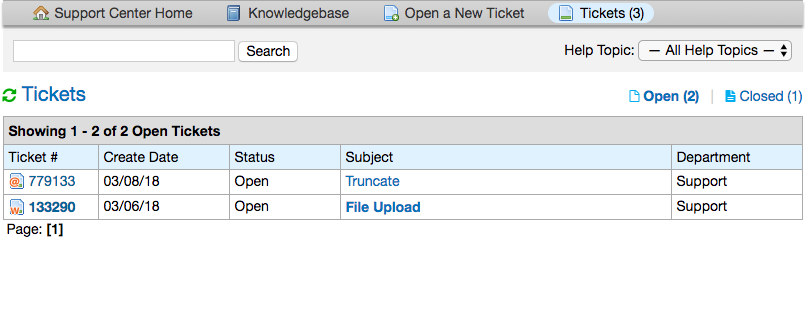 Support Center Home Knowledgebase Open a New Ticket Tickets (3)
Search Help Topic: — All Help Topics —
Tickets Open (2) | Closed (1)
Showing 1 - 2 of 2 Open Tickets
Ticket # Create Date Status Subject Department
779133 03/08/18 Open Truncate Support
133290 03/06/18 Open File Upload Support
Page: [1]